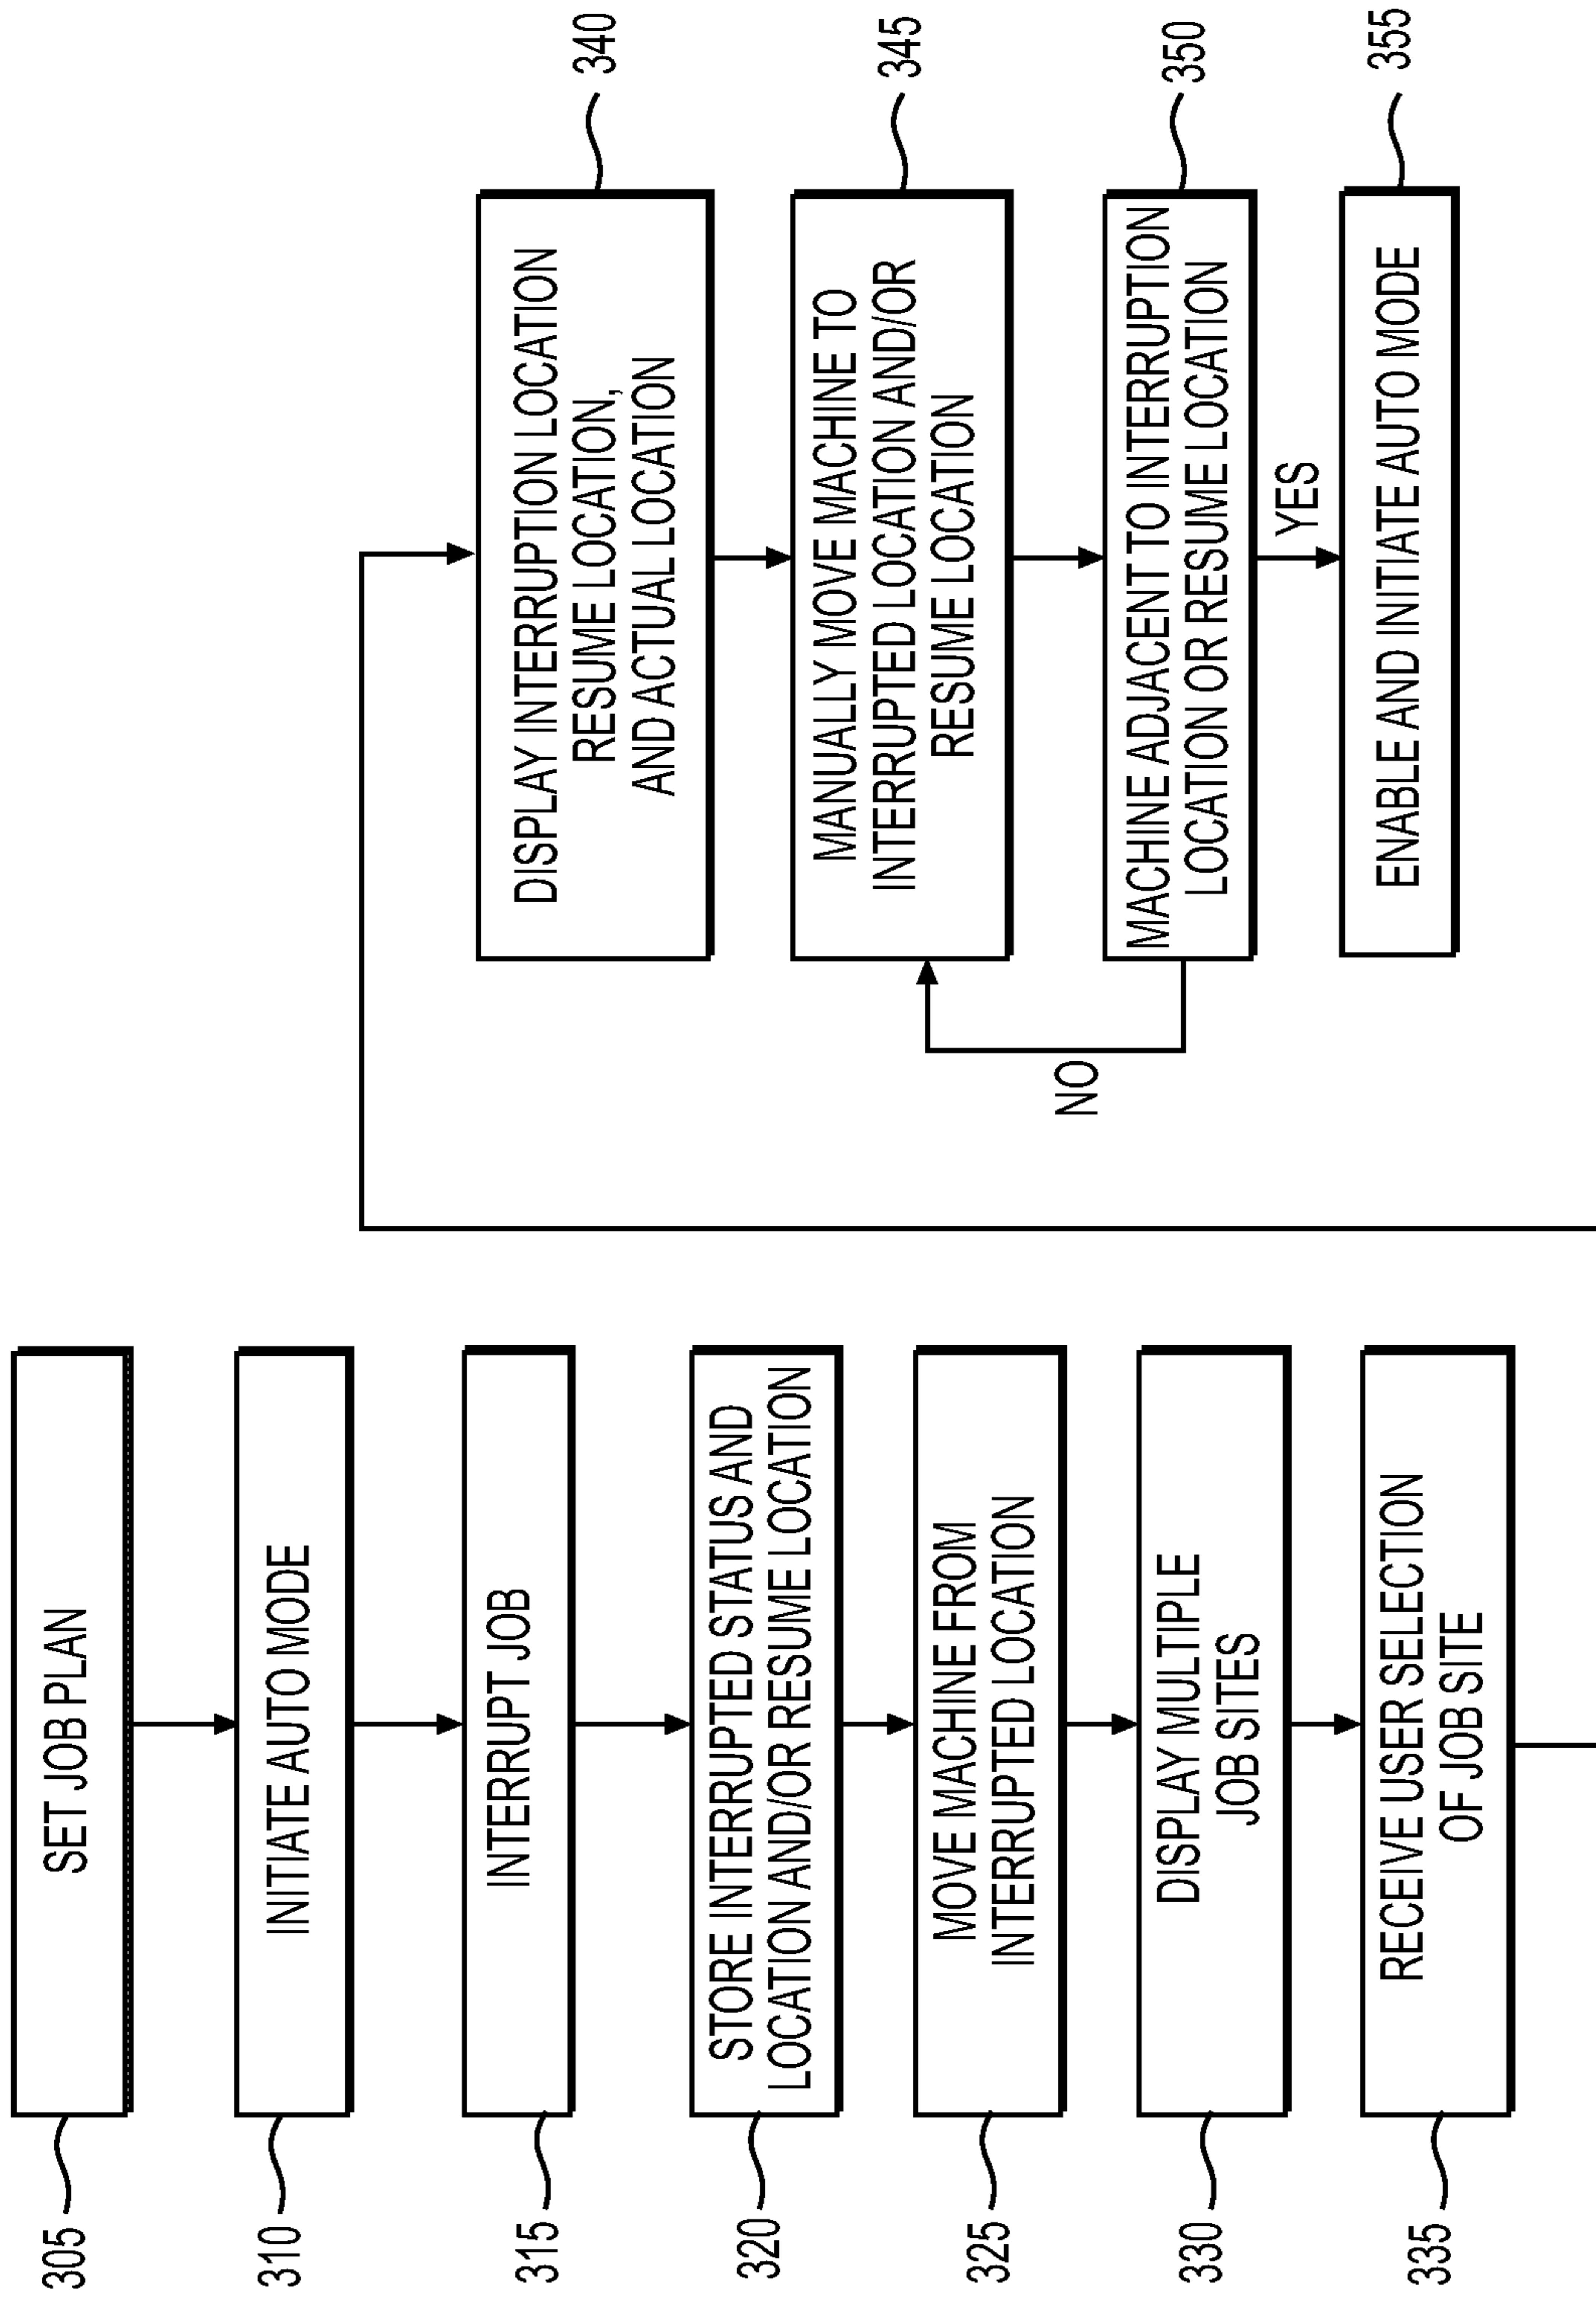 305
SET JOB PLAN
310
INITIATE AUTO MODE
315
INTERRUPT JOB
320
STORE INTERRUPTED STATUS AND
LOCATION AND/OR RESUME LOCATION
325
MOVE MACHINE FROM
INTERRUPTED LOCATION
330
DISPLAY MULTIPLE
JOB SITES
335
RECEIVE USER SELECTION
OF JOB SITE
DISPLAY INTERRUPTION LOCATION
RESUME LOCATION,
AND ACTUAL LOCATION
340
MANUALLY MOVE MACHINE TO
INTERRUPTED LOCATION AND/OR
RESUME LOCATION
345
NO
MACHINE ADJACENT TO INTERRUPTION
LOCATION OR RESUME LOCATION
350
YES
ENABLE AND INITIATE AUTO MODE
355